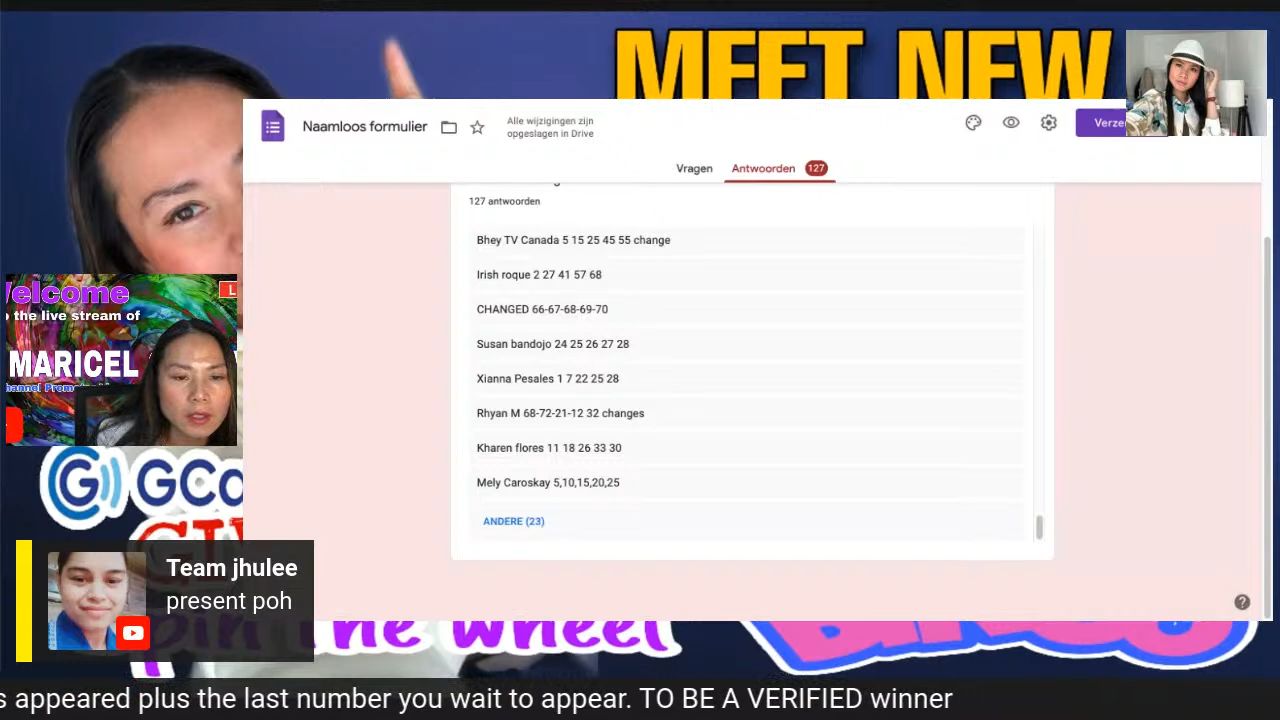 MEET NEW
Naamloos formulier
Alle wijzigingen zijn
opgeslagen in Drive
Vragen
Antwoorden 127
127 antwoorden
Bhey TV Canada 5 15 25 45 55 change
Irish roque 2 27 41 57 68
CHANGED 66-67-68-69-70
Susan bandojo 24 25 26 27 28
Xianna Pesales 1 7 22 25 28
Rhyan M 68-72-21-12 32 changes
Kharen flores 11 18 26 33 30
Mely Caroskay 5,10,15,20,25
ANDERE (23)
the live stream of
MARICEL
Team jhulee
present poh
the wheel
appeared plus the last number you wait to appear. TO BE A VERIFIED winner